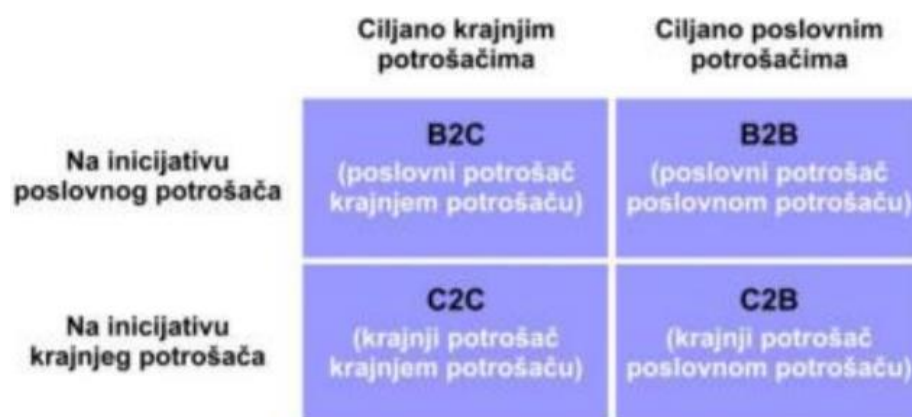 Ciljano krajnjim
potrošačima
Ciljano poslovnim
potrošačima
Na inicijativu
poslovnog potrošača
B2C
(poslovni potrošač
krajnjem potrošaču)
B2B
(poslovni potrošač
poslovnom potrošaču)
Na inicijativu
krajnjeg potrošača
C2C
(krajnji potrošač
krajnjem potrošaču)
C2B
(krajnji potrošač
poslovnom potrošaču)